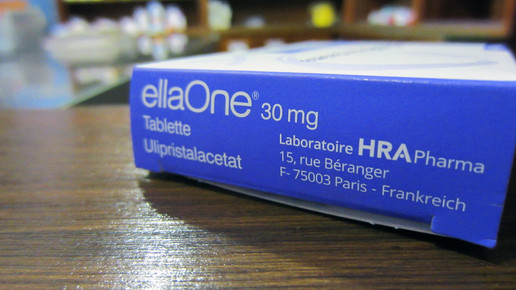 ellaOne® 30 mg
Tablette
Ulipristalacetat
Laboratoire HRA Pharma
15, rue Béranger
F- 75003 Paris - Frankreich